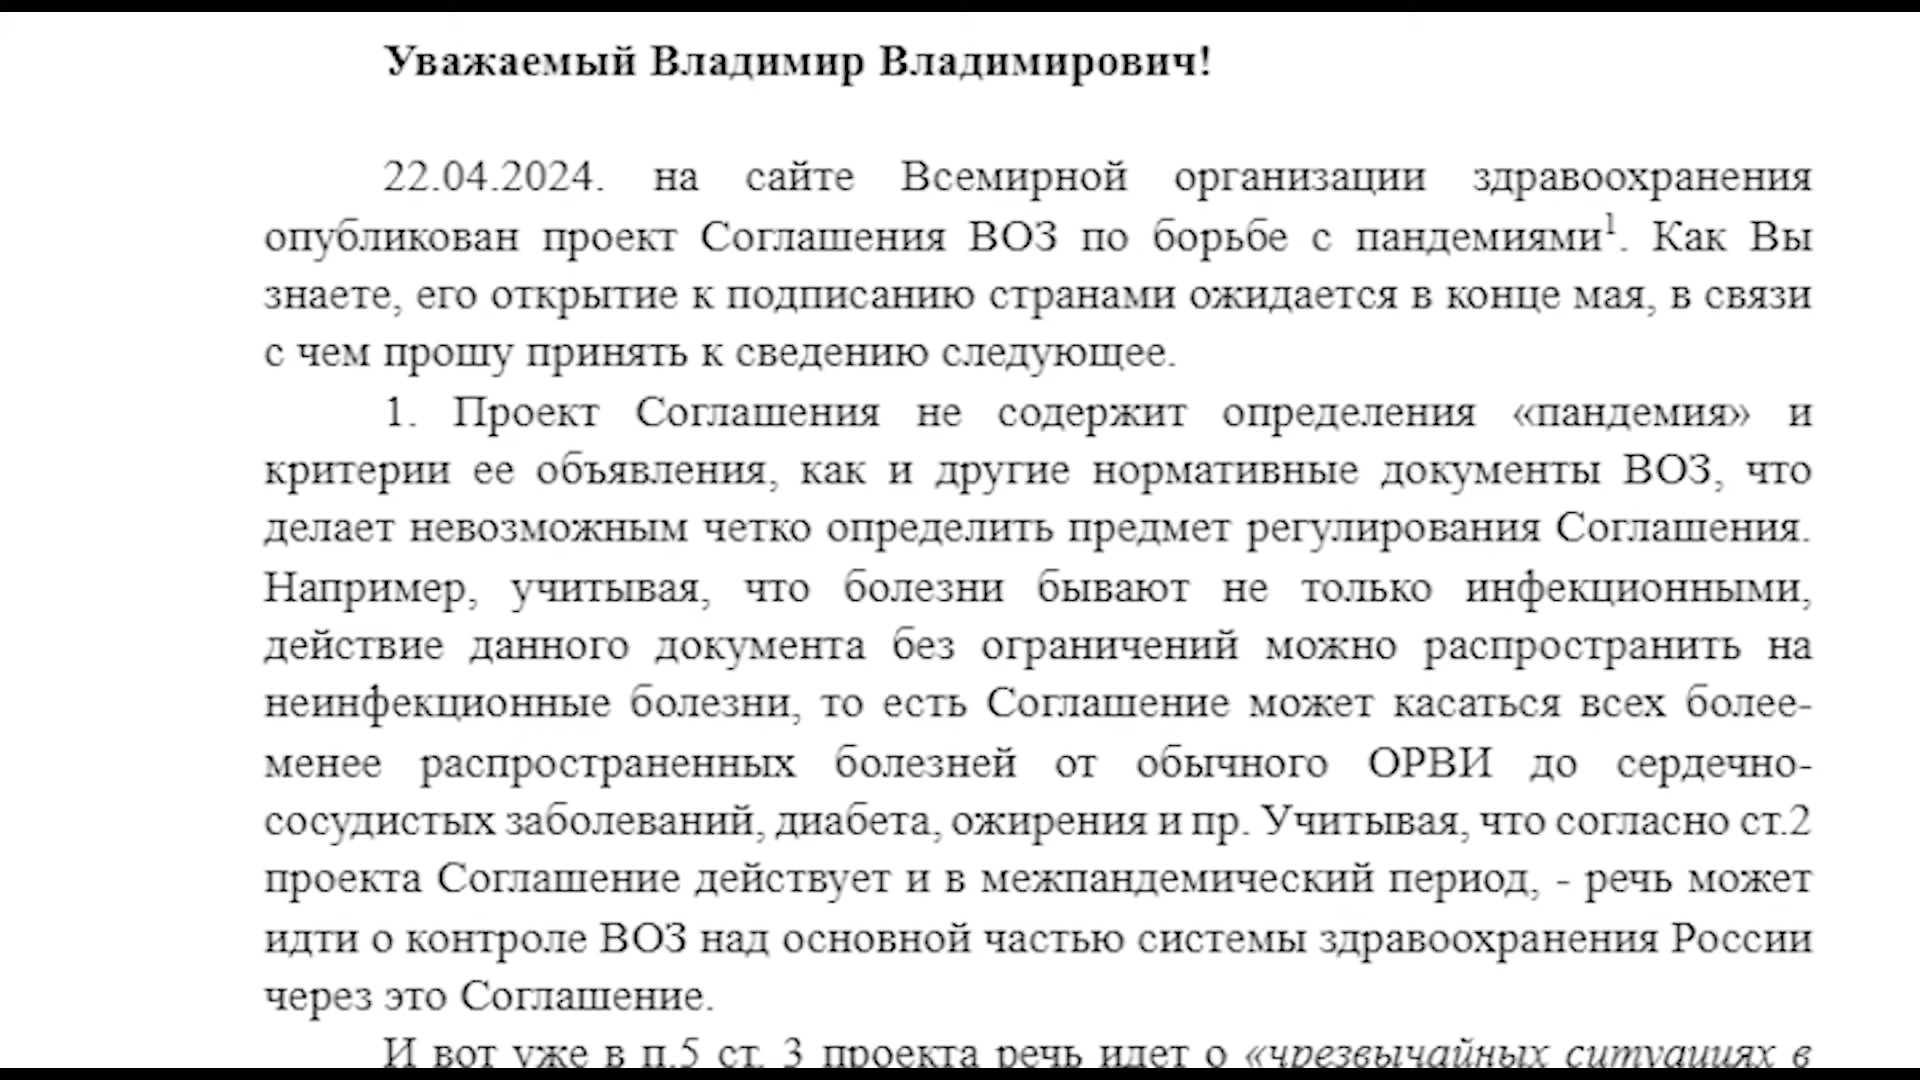 Уважаемый Владимир Владимирович!
22.04.2024. на сайте Всемирной организации здравоохранения
опубликован проект Соглашения ВОЗ по борьбе с пандемиями¹. Как Вы
знаете, его открытие к подписанию странами ожидается в конце мая, в связи
с чем прошу принять к сведению следующее.
1. Проект Соглашения не содержит определения «пандемия» и
критерии ее объявления, как и другие нормативные документы ВОЗ, что
делает невозможным четко определить предмет регулирования Соглашения.
Например, учитывая, что болезни бывают не только инфекционными,
действие данного документа без ограничений можно распространить на
неинфекционные болезни, то есть Соглашение может касаться всех более-
менее распространенных болезней от обычного ОРВИ до сердечно-
сосудистых заболеваний, диабета, ожирения и пр. Учитывая, что согласно ст.2
проекта Соглашение действует и в межпандемический период, - речь может
идти о контроле ВОЗ над основной частью системы здравоохранения России
через это Соглашение.
И вот уже в п.5 ст. 3 проекта речь идет о «чрезвычайных ситуациях в